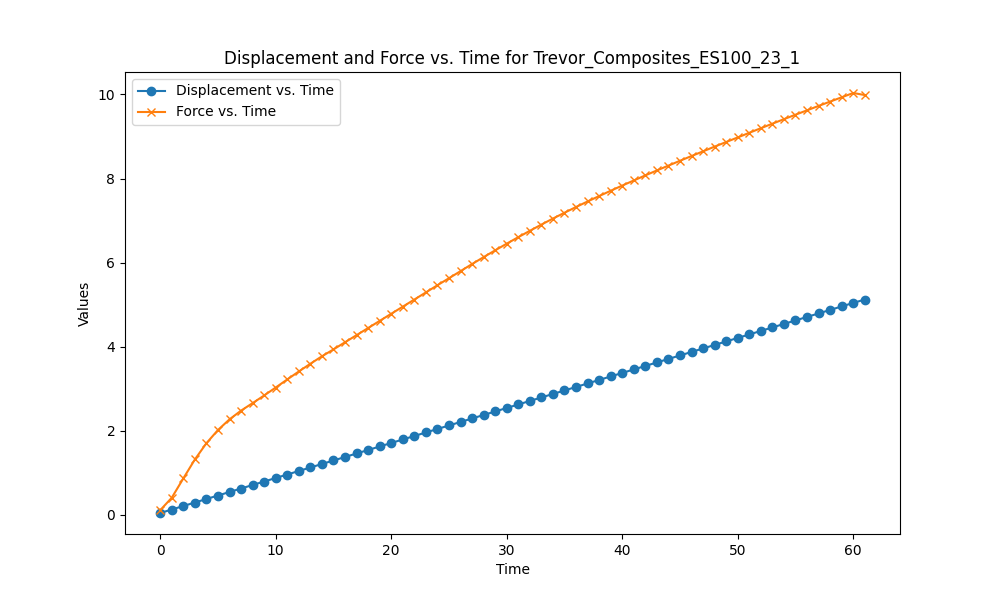 Displacement and Force vs. Time for Trevor_Composites_ES100_23_1
Displacement vs. Time
Force vs. Time
10
8
6
4
2
0
Values
0 10 20 30 40 50 60
Time